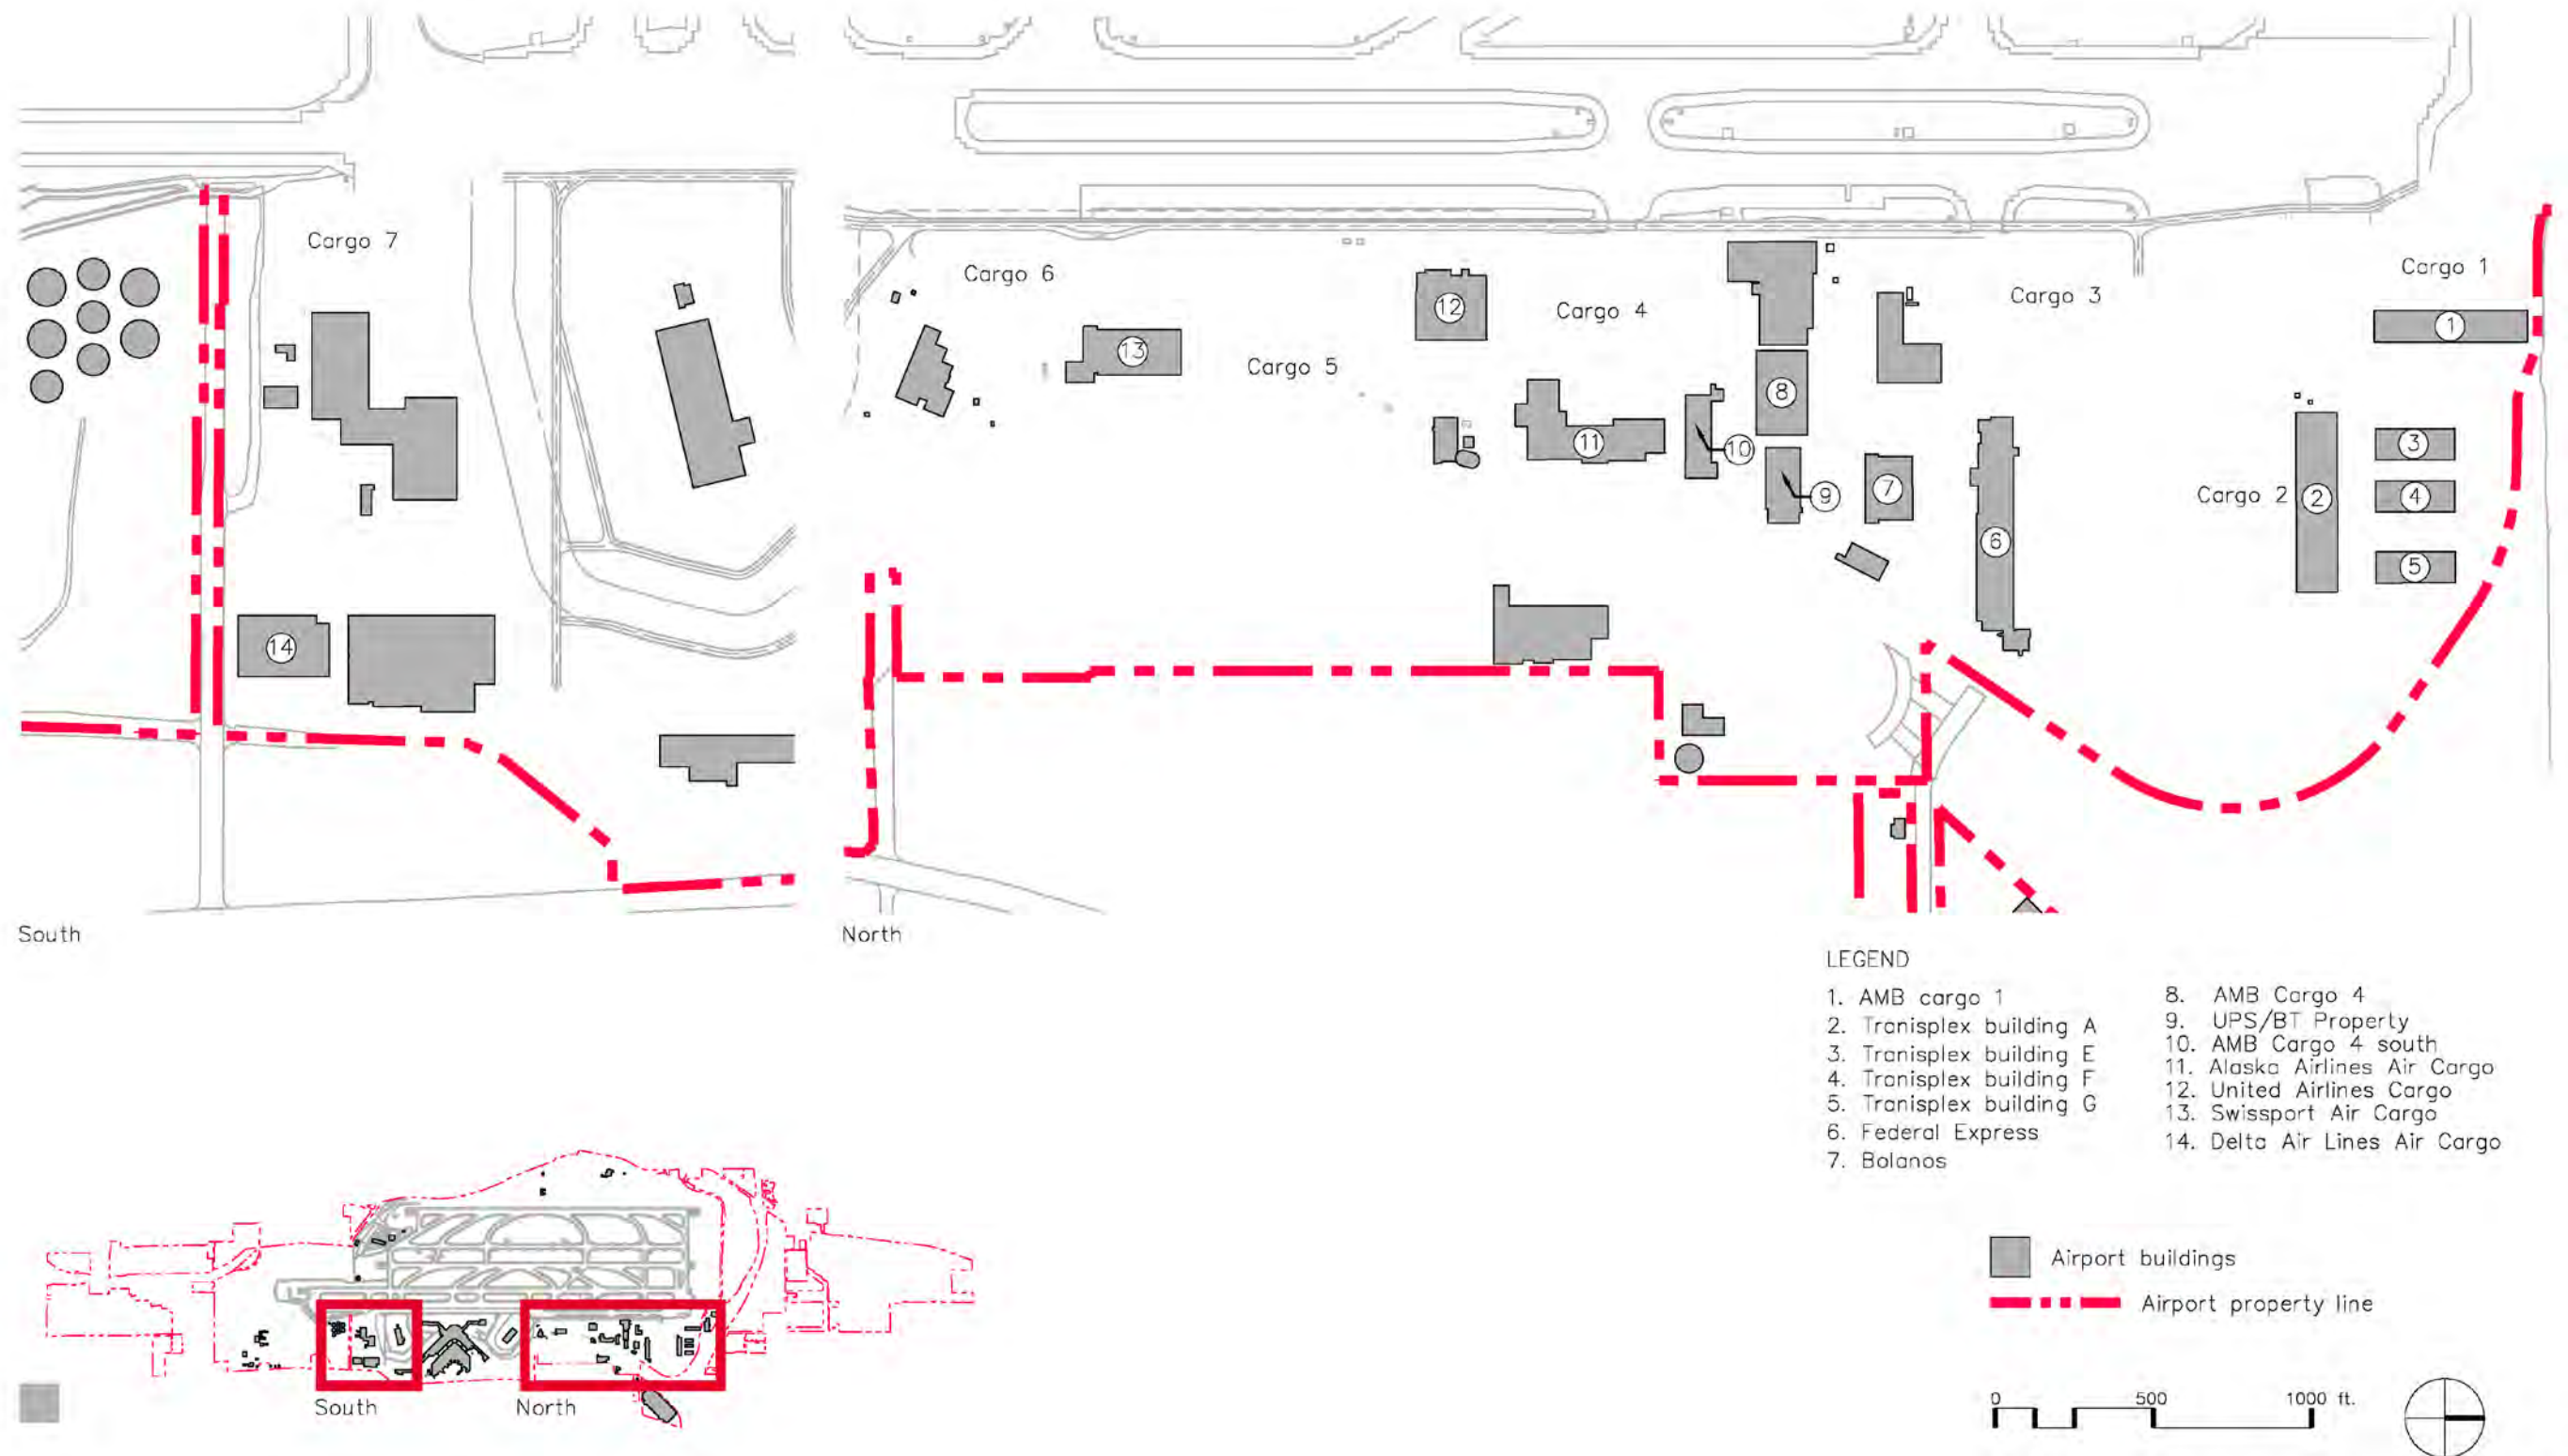 Cargo 7
Cargo 6
Cargo 5
Cargo 4
Cargo 3
Cargo 2
Cargo 1
12
13
11
10
8
9
7
6
1
2
3
4
5
14
South
North
LEGEND
1. AMB cargo 1
2. Tranisplex building A
3. Tranisplex building E
4. Tranisplex building F
5. Tranisplex building G
6. Federal Express
7. Bolanos
8. AMB Cargo 4
9. UPS/BT Property
10. AMB Cargo 4 south
11. Alaska Airlines Air Cargo
12. United Airlines Cargo
13. Swissport Air Cargo
14. Delta Air Lines Air Cargo
Airport buildings
Airport property line
South
North
0 500 1000 ft.